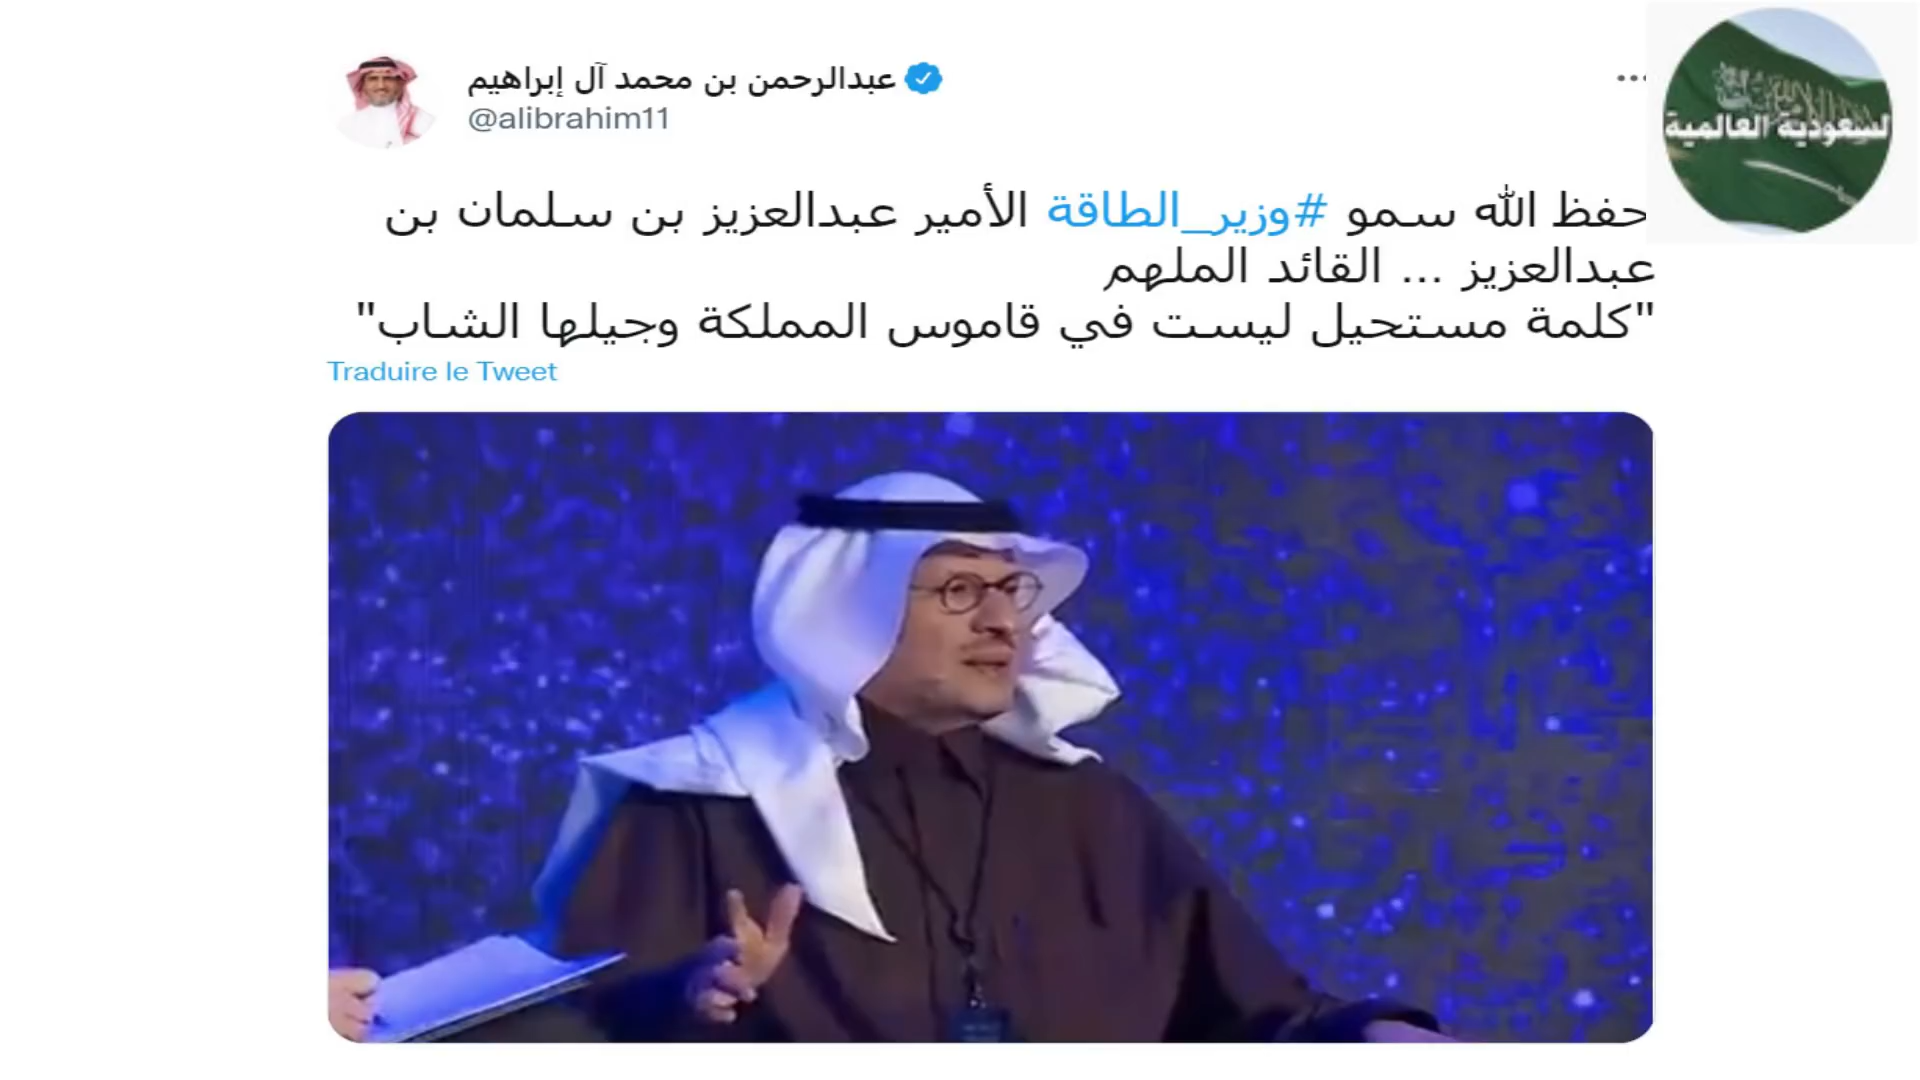 عبدالرحمن بن محمد آل إبراهيم
@alibrahim11
لسعودية العالمية
حفظ الله سمو #وزير_الطاقة الأمير عبدالعزيز بن سلمان بن
عبدالعزيز ... القائد الملهم
"كلمة مستحيل ليست في قاموس المملكة وجيلها الشاب"
Traduire le Tweet